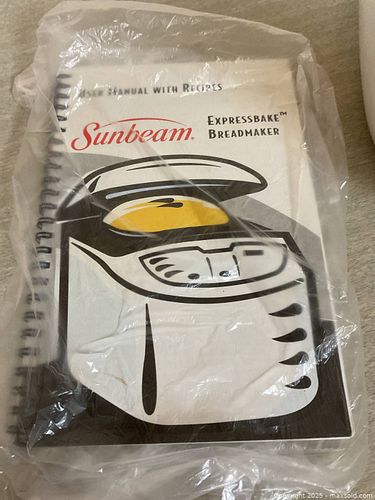 User Manual with Recipes
Sunbeam®
ExpressBake™
Breadmaker
Copyright 2025 - maxsold.com